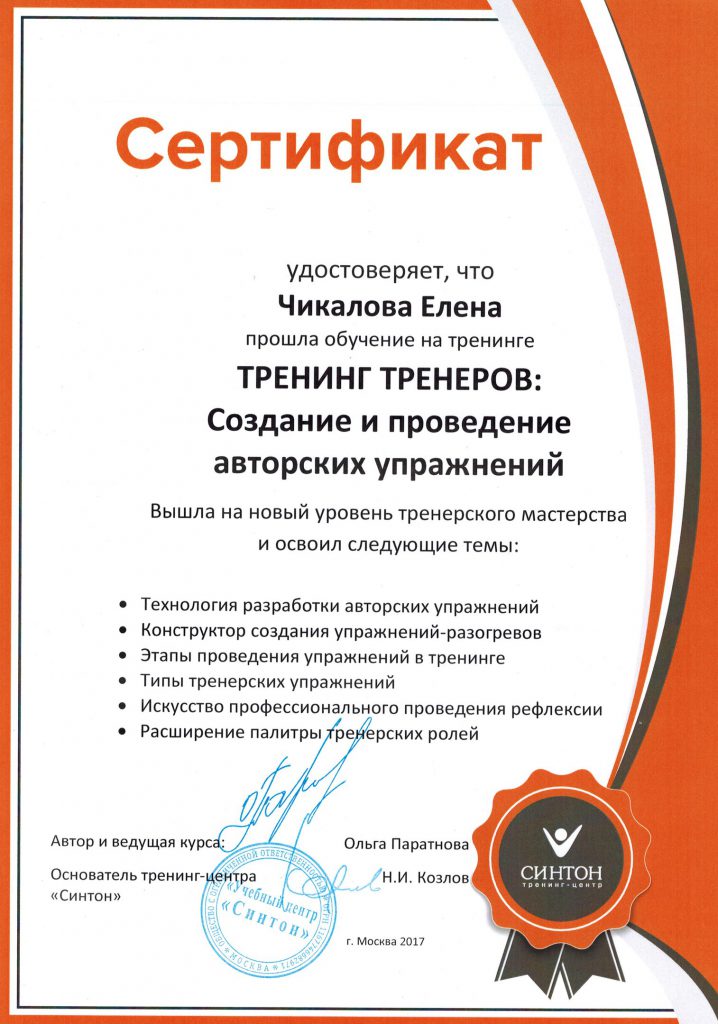 Сертификат
удостоверяет, что
Чикалова Елена
прошла обучение на тренинге
ТРЕНИНГ ТРЕНЕРОВ:
Создание и проведение
авторских упражнений
Вышла на новый уровень тренерского мастерства
и освоил следующие темы:
• Технология разработки авторских упражнений
• Конструктор создания упражнений-разогревов
• Этапы проведения упражнений в тренинге
• Типы тренерских упражнений
• Искусство профессионального проведения рефлексии
• Расширение палитры тренерских ролей
Автор и ведущая курса: Ольга Паратнова
Основатель тренинг-центра Н.И. Козлов
«Синтон»
г. Москва 2017
СИНТОН
тренинг-центр
ОБЩЕСТВО С ОГРАНИЧЕННОЙ ОТВЕТСТВЕННОСТЬЮ
«Учебный центр
«Синтон»
МОСКВА